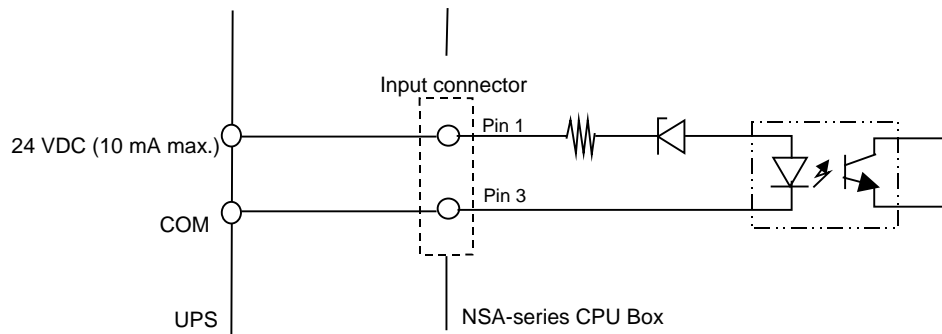 Input connector
24 VDC (10 mA max.)
Pin 1
Pin 3
COM
UPS
NSA-series CPU Box